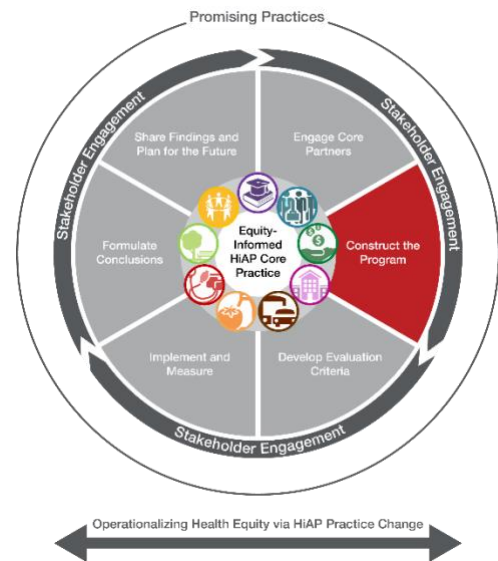 Promising Practices
Stakeholder Engagement
Stakeholder Engagement
Share Findings and
Plan for the Future
Engage Core
Partners
Equity-
Informed
HiAP Core
Practice
Formulate
Conclusions
Construct the
Program
Implement and
Measure
Develop Evaluation
Criteria
Stakeholder Engagement
Operationalizing Health Equity via HiAP Practice Change